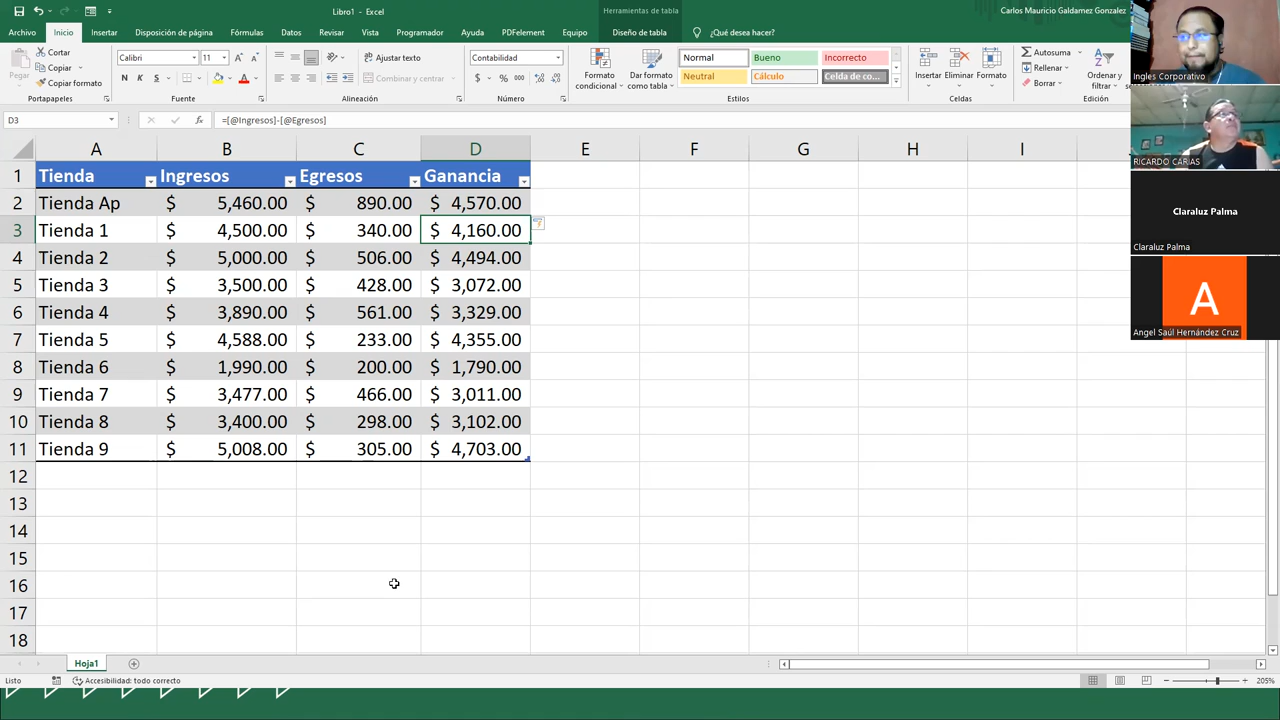 Libro1 - Excel
Herramientas de tabla
Carlos Mauricio Galdamez Gonzalez
Archivo Inicio Insertar Disposición de página Fórmulas Datos Revisar Vista Programador Ayuda PDFelement Equipo Diseño de tabla ¿Qué desea hacer?
Pegar
Cortar
Copiar
Copiar formato
Portapapeles
Calibri 11
N K S
Fuente
Ajustar texto
Combinar y centrar
Alineación
Contabilidad
$ % 000
Número
Formato condicional
Dar formato como tabla
Normal Bueno Incorrecto
Neutral Cálculo Celda de co...
Estilos
Insertar Eliminar Formato
Celdas
Autosuma
Rellenar
Borrar
Ordenar y
Edición
D3 fx =[@Ingresos]-[@Egresos]
A B C D E F G H I
1 Tienda Ingresos Egresos Ganancia
2 Tienda Ap $ 5,460.00 $ 890.00 $ 4,570.00
3 Tienda 1 $ 4,500.00 $ 340.00 $ 4,160.00
4 Tienda 2 $ 5,000.00 $ 506.00 $ 4,494.00
5 Tienda 3 $ 3,500.00 $ 428.00 $ 3,072.00
6 Tienda 4 $ 3,890.00 $ 561.00 $ 3,329.00
7 Tienda 5 $ 4,588.00 $ 233.00 $ 4,355.00
8 Tienda 6 $ 1,990.00 $ 200.00 $ 1,790.00
9 Tienda 7 $ 3,477.00 $ 466.00 $ 3,011.00
10 Tienda 8 $ 3,400.00 $ 298.00 $ 3,102.00
11 Tienda 9 $ 5,008.00 $ 305.00 $ 4,703.00
12
13
14
15
16
17
18
Hoja1
Listo
Accesibilidad: todo correcto
205%
Ingles Corporativo
RICARDO CARIAS
Claraluz Palma
Claraluz Palma
A
Angel Saúl Hernández Cruz